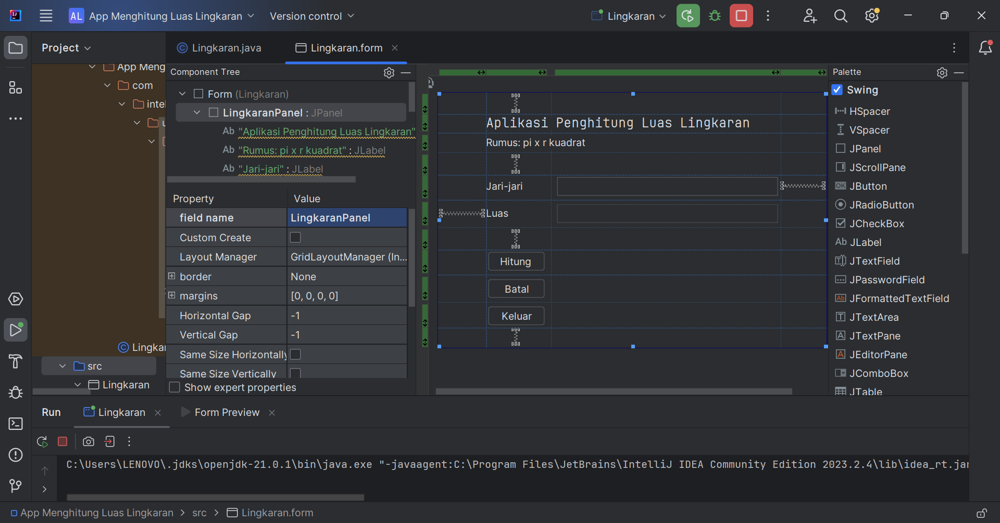 AL App Menghitung Luas Lingkaran Version control Lingkaran
Project
Lingkaran.java Lingkaran.form
App Meng
com
intel
Lingkar
src
Lingkaran
Component Tree
Form (Lingkaran)
LingkaranPanel : JPanel
Ab "Aplikasi Penghitung Luas Lingkaran"
Ab "Rumus: pi x r kuadrat" : JLabel
Ab "Jari-jari" : JLabel
Property Value
field name LingkaranPanel
Custom Create
Layout Manager GridLayoutManager (In...
border None
margins [0, 0, 0, 0]
Horizontal Gap -1
Vertical Gap -1
Same Size Horizontally
Same Size Vertically
Show expert properties
Aplikasi Penghitung Luas Lingkaran
Rumus: pi x r kuadrat
Jari-jari
Luas
Hitung
Batal
Keluar
Palette
Swing
HSpacer
VSpacer
JPanel
JScrollPane
OK JButton
JRadioButton
JCheckBox
Ab JLabel
JTextField
JPasswordField
Ab JFormattedTextField
JTextArea
JTextPane
JEditorPane
JComboBox
JTable
Run Lingkaran Form Preview
C:\Users\LENOVO\.jdks\openjdk-21.0.1\bin\java.exe "-javaagent:C:\Program Files\JetBrains\IntelliJ IDEA Community Edition 2023.2.4\lib\idea_rt.jar
App Menghitung Luas Lingkaran > src > Lingkaran.form